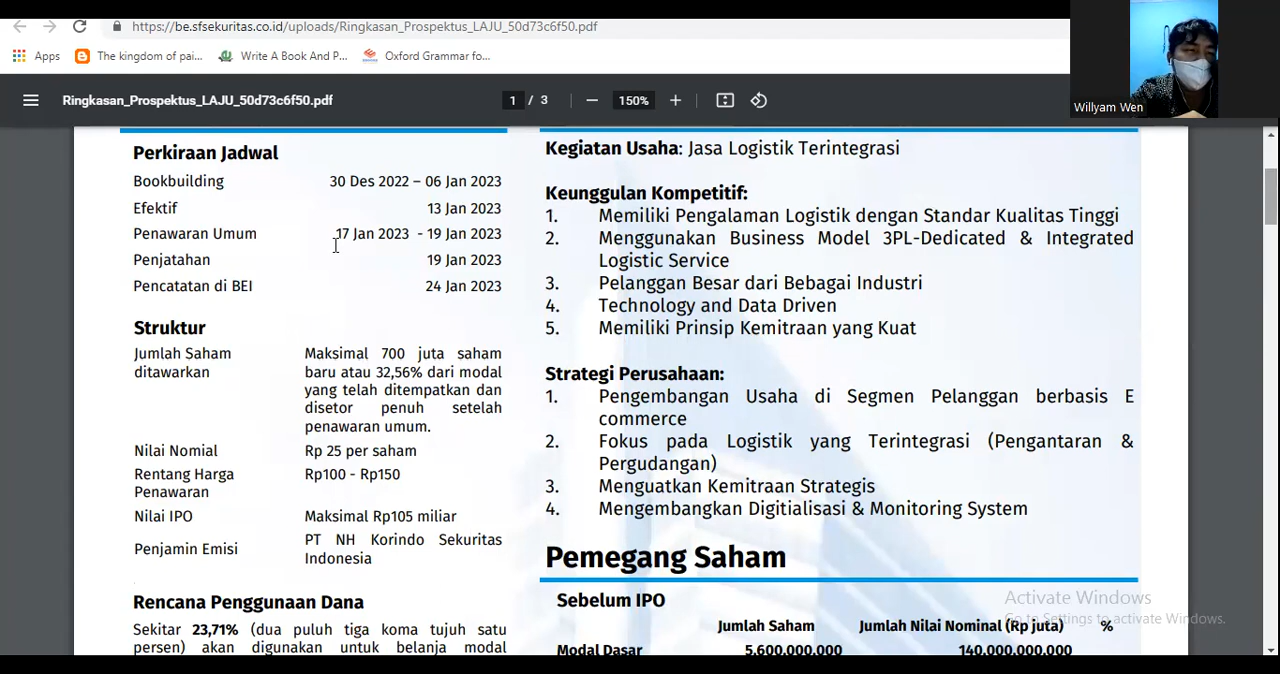 https://be.sfsekuritas.co.id/uploads/Ringkasan_Prospektus_LAJU_50d73c6f50.pdf
Apps The kingdom of pai... Write A Book And P... Oxford Grammar fo...
Ringkasan_Prospektus_LAJU_50d73c6f50.pdf 1 / 3 150%
Willyam Wen
Perkiraan Jadwal
Bookbuilding 30 Des 2022 – 06 Jan 2023
Efektif 13 Jan 2023
Penawaran Umum 17 Jan 2023 - 19 Jan 2023
Penjatahan 19 Jan 2023
Pencatatan di BEI 24 Jan 2023
Struktur
Jumlah Saham ditawarkan
Maksimal 700 juta saham
baru atau 32,56% dari modal
yang telah ditempatkan dan
disetor penuh setelah
penawaran umum.
Nilai Nomial Rp 25 per saham
Rentang Harga Penawaran
Rp100 - Rp150
Nilai IPO Maksimal Rp105 miliar
Penjamin Emisi
PT NH Korindo Sekuritas
Indonesia
Rencana Penggunaan Dana
Sekitar 23,71% (dua puluh tiga koma tujuh satu
persen) akan digunakan untuk belanja modal
Kegiatan Usaha: Jasa Logistik Terintegrasi
Keunggulan Kompetitif:
1. Memiliki Pengalaman Logistik dengan Standar Kualitas Tinggi
2. Menggunakan Business Model 3PL-Dedicated & Integrated
Logistic Service
3. Pelanggan Besar dari Bebagai Industri
4. Technology and Data Driven
5. Memiliki Prinsip Kemitraan yang Kuat
Strategi Perusahaan:
1. Pengembangan Usaha di Segmen Pelanggan berbasis E
commerce
2. Fokus pada Logistik yang Terintegrasi (Pengantaran &
Pergudangan)
3. Menguatkan Kemitraan Strategis
4. Mengembangkan Digitialisasi & Monitoring System
Pemegang Saham
Sebelum IPO
Jumlah Saham Jumlah Nilai Nominal (Rp juta) %
Modal Dasar 5.600.000.000 140.000.000.000
Activate Windows
Go to Settings to activate Windows.